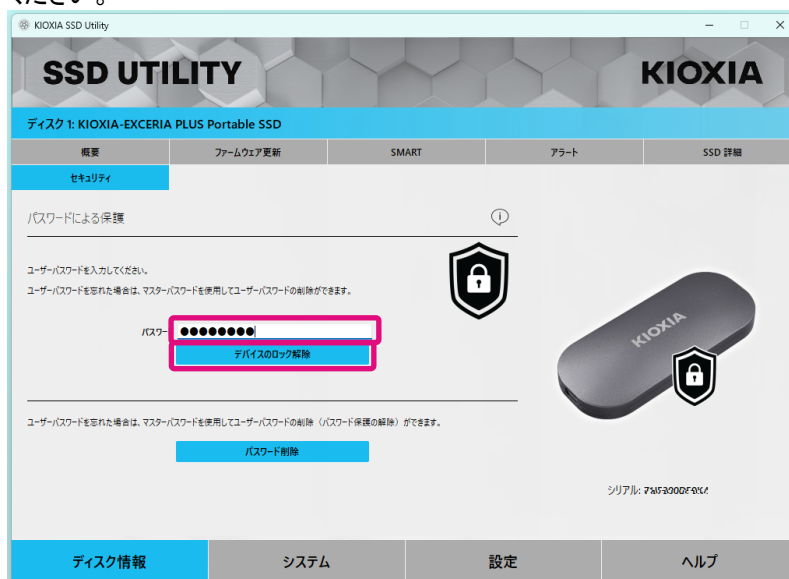 ください。
KIOXIA SSD Utility
SSD UTILITY
KIOXIA
ディスク 1: KIOXIA-EXCERIA PLUS Portable SSD
概要
ファームウェア更新
SMART
アラート
SSD 詳細
セキュリティ
パスワードによる保護
ユーザーパスワードを入力してください。
ユーザーパスワードを忘れた場合は、マスターパスワードを使用してユーザーパスワードの削除ができます。
パスワー
●●●●●●●●
デバイスのロック解除
KIOXIA
ユーザーパスワードを忘れた場合は、マスターパスワードを使用してユーザーパスワードの削除（パスワード保護の解除）ができます。
パスワード削除
シリアル:
ディスク情報
システム
設定
ヘルプ